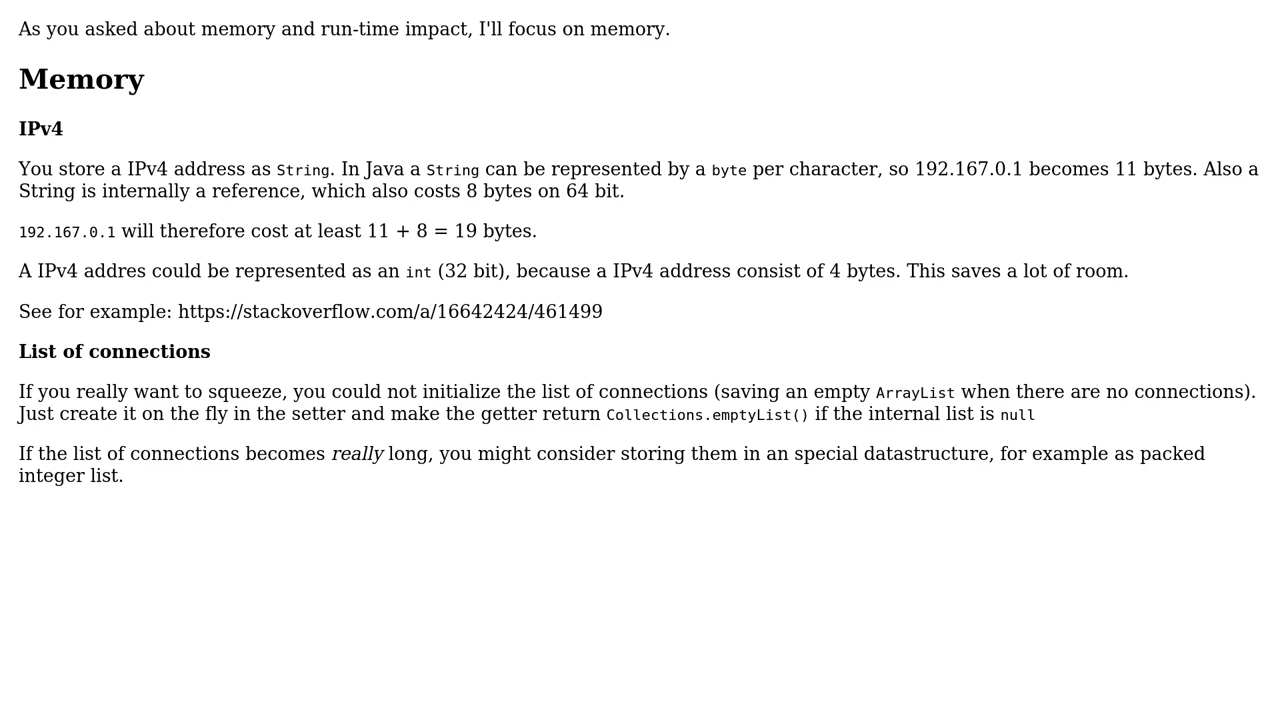 As you asked about memory and run-time impact, I'll focus on memory.
Memory
IPv4
You store a IPv4 address as String. In Java a String can be represented by a byte per character, so 192.167.0.1 becomes 11 bytes. Also a
String is internally a reference, which also costs 8 bytes on 64 bit.
192.167.0.1 will therefore cost at least 11 + 8 = 19 bytes.
A IPv4 addres could be represented as an int (32 bit), because a IPv4 address consist of 4 bytes. This saves a lot of room.
See for example: https://stackoverflow.com/a/16642424/461499
List of connections
If you really want to squeeze, you could not initialize the list of connections (saving an empty ArrayList when there are no connections).
Just create it on the fly in the setter and make the getter return Collections.emptyList() if the internal list is null
If the list of connections becomes really long, you might consider storing them in an special datastructure, for example as packed
integer list.